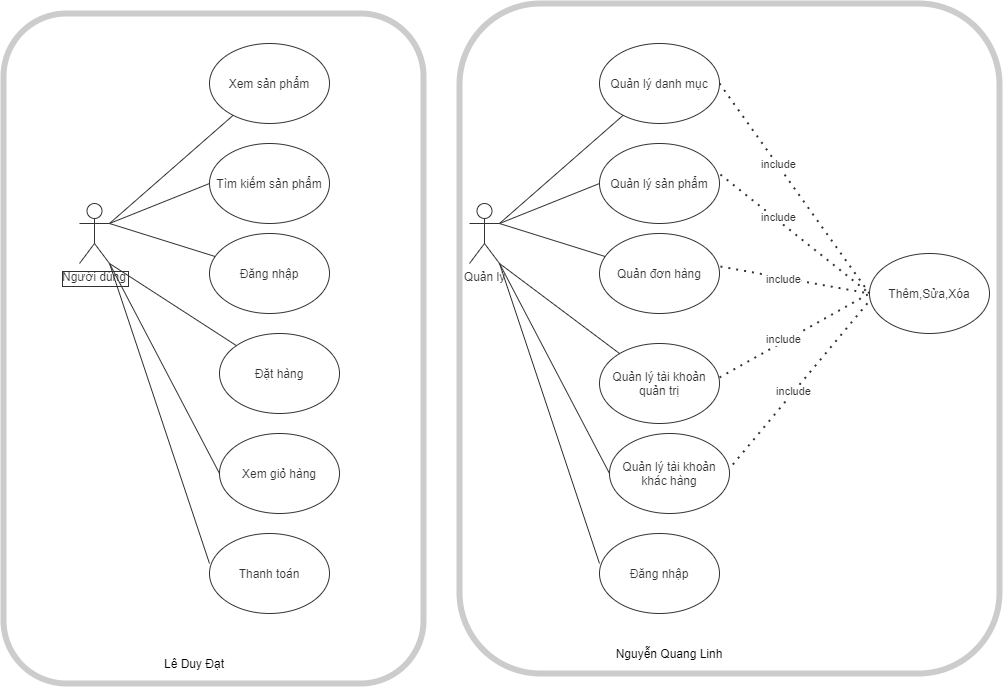 Xem sản phẩm
Tìm kiếm sản phẩm
Người dùng
Đăng nhập
Đặt hàng
Xem giỏ hàng
Thanh toán
Lê Duy Đạt
Quản lý danh mục
Quản lý sản phẩm
Quản lý
Quản đơn hàng
Quản lý tài khoản
quản trị
Quản lý tài khoản
khác hàng
Đăng nhập
include
include
include
include
include
Thêm,Sửa,Xóa
Nguyễn Quang Linh